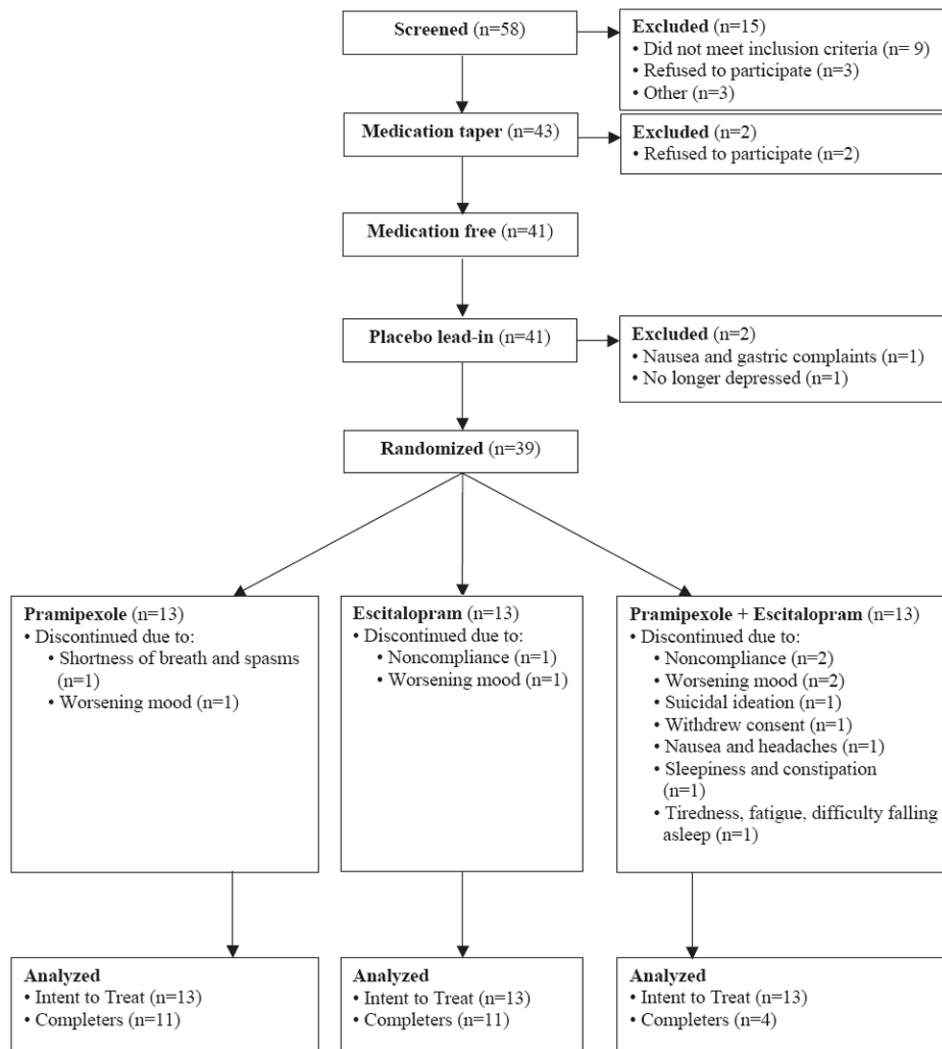 Screened (n=58)
Excluded (n=15)
• Did not meet inclusion criteria (n= 9)
• Refused to participate (n=3)
• Other (n=3)
Medication taper (n=43)
Excluded (n=2)
• Refused to participate (n=2)
Medication free (n=41)
Placebo lead-in (n=41)
Excluded (n=2)
• Nausea and gastric complaints (n=1)
• No longer depressed (n=1)
Randomized (n=39)
Pramipexole (n=13)
• Discontinued due to:
• Shortness of breath and spasms
(n=1)
• Worsening mood (n=1)
Escitalopram (n=13)
• Discontinued due to:
• Noncompliance (n=1)
• Worsening mood (n=1)
Pramipexole + Escitalopram (n=13)
• Discontinued due to:
• Noncompliance (n=2)
• Worsening mood (n=2)
• Suicidal ideation (n=1)
• Withdrew consent (n=1)
• Nausea and headaches (n=1)
• Sleepiness and constipation
(n=1)
• Tiredness, fatigue, difficulty falling
asleep (n=1)
Analyzed
• Intent to Treat (n=13)
• Completers (n=11)
Analyzed
• Intent to Treat (n=13)
• Completers (n=11)
Analyzed
• Intent to Treat (n=13)
• Completers (n=4)